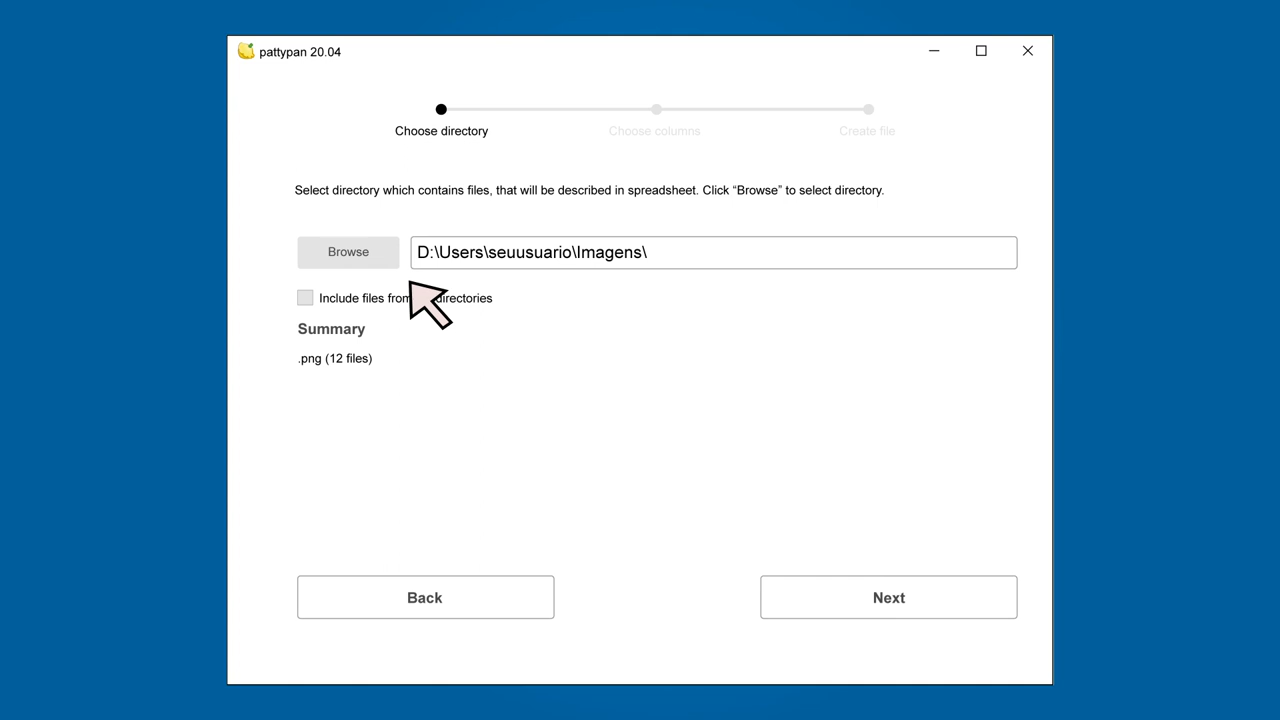 pattypan 20.04
Choose directory
Choose columns
Create file
Select directory which contains files, that will be described in spreadsheet. Click “Browse” to select directory.
Browse
D:\Users\seuusuario\Imagens\
Include files from directories
Summary
.png (12 files)
Back
Next